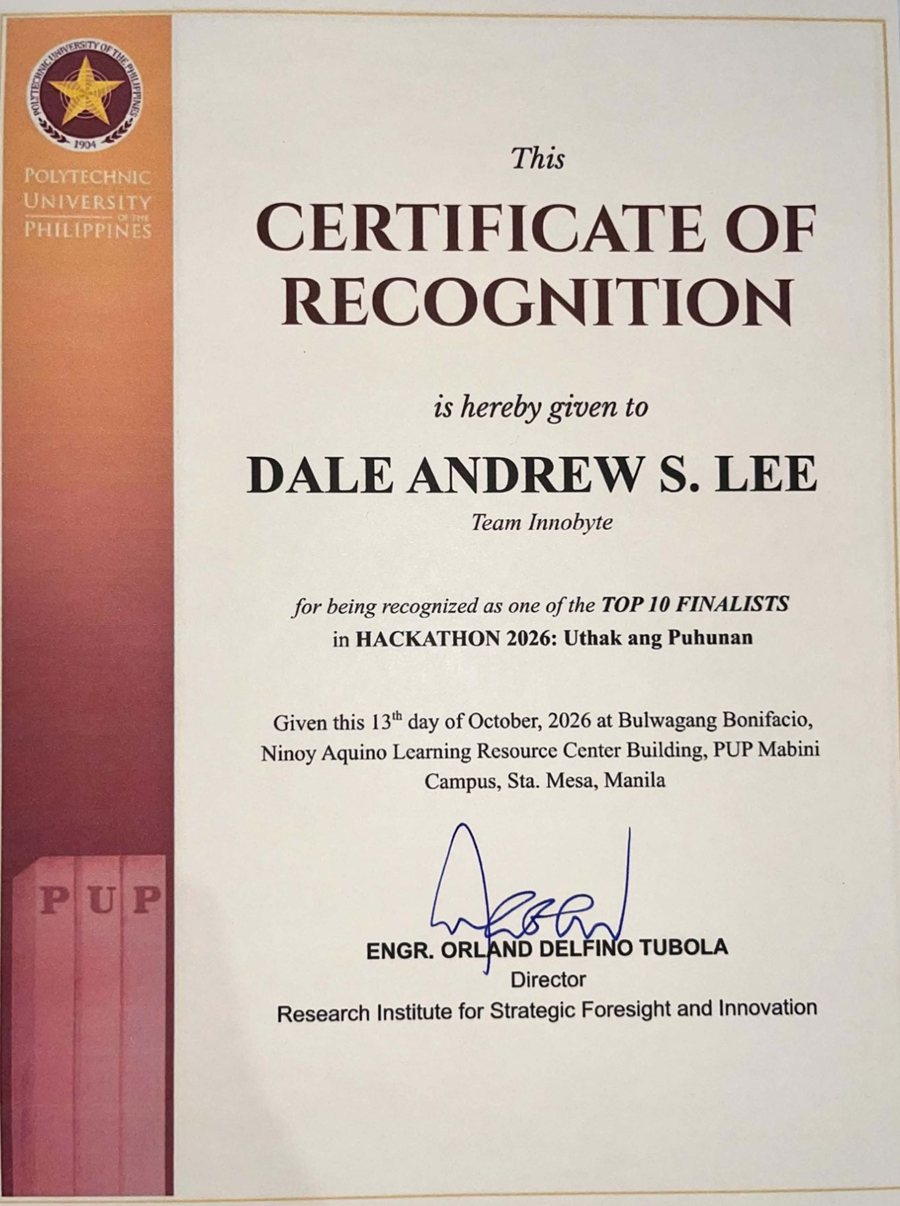 POLYTECHNIC UNIVERSITY OF THE PHILIPPINES
1904
POLYTECHNIC
UNIVERSITY
OF THE
PHILIPPINES
This
CERTIFICATE OF
RECOGNITION
is hereby given to
DALE ANDREW S. LEE
Team Innobyte
for being recognized as one of the TOP 10 FINALISTS
in HACKATHON 2026: Uthak ang Puhunan
Given this 13th day of October, 2026 at Bulwagang Bonifacio,
Ninoy Aquino Learning Resource Center Building, PUP Mabini
Campus, Sta. Mesa, Manila
ENGR. ORLAND DELFINO TUBOLA
Director
Research Institute for Strategic Foresight and Innovation
PUP